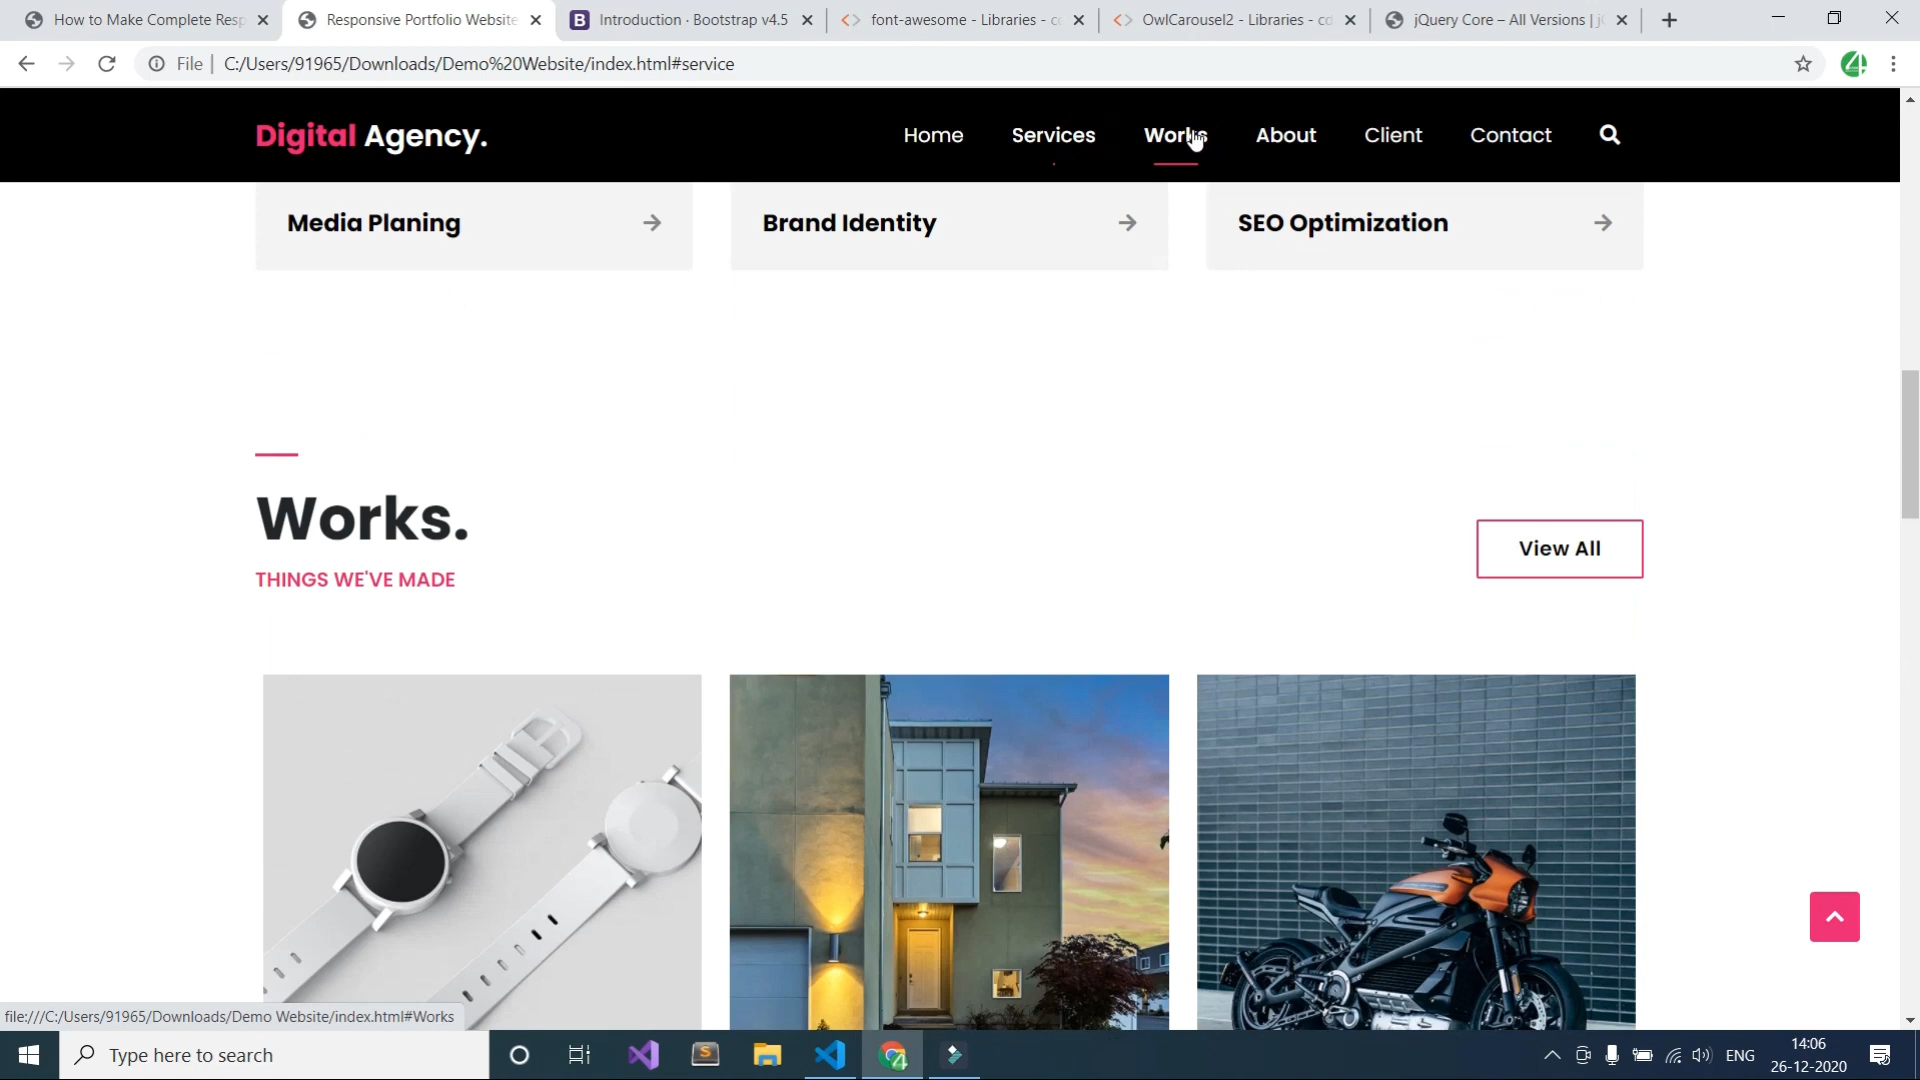 How to Make Complete Resp
Responsive Portfolio Website
Introduction · Bootstrap v4.5
font-awesome - Libraries - cd
OwlCarousel2 - Libraries - cd
jQuery Core – All Versions | j
File | C:/Users/91965/Downloads/Demo%20Website/index.html#service
Digital Agency.
Home Services Works About Client Contact
Media Planing
Brand Identity
SEO Optimization
Works.
THINGS WE'VE MADE
View All
file:///C:/Users/91965/Downloads/Demo Website/index.html#Works
Type here to search
ENG
14:06
26-12-2020